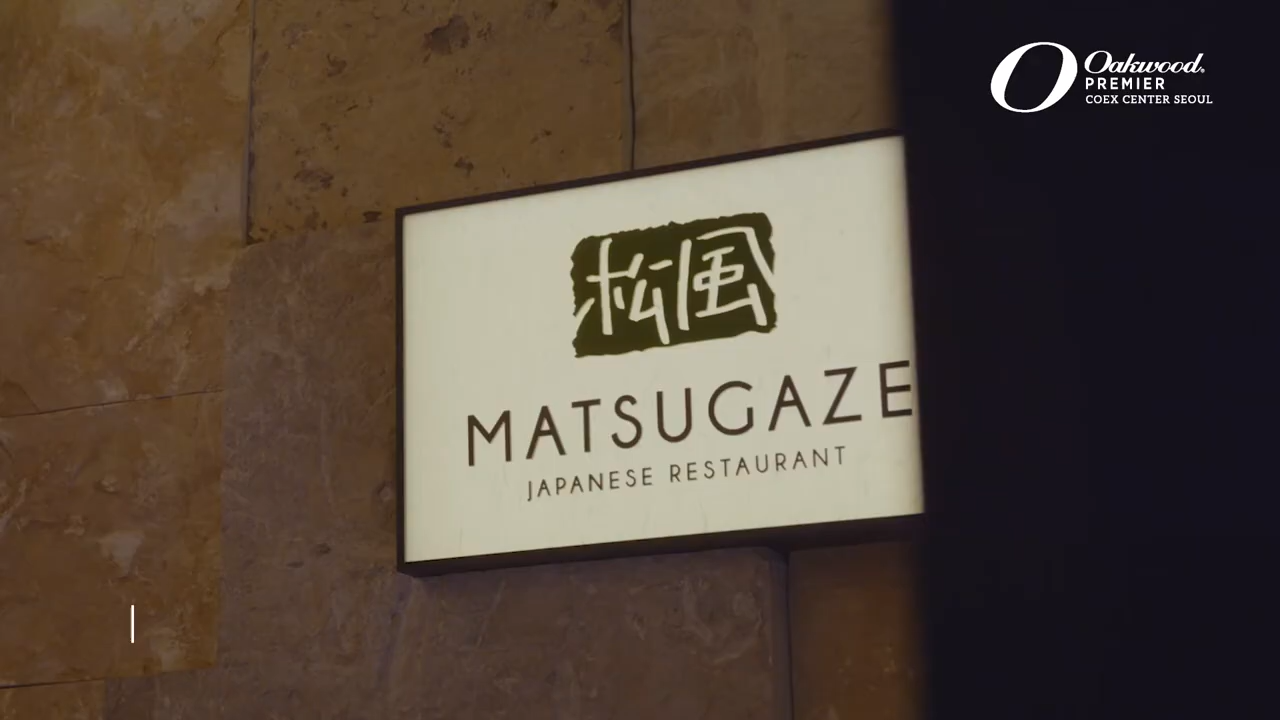 Oakwood
PREMIER
COEX CENTER SEOUL
松風
MATSUGAZE
JAPANESE RESTAURANT